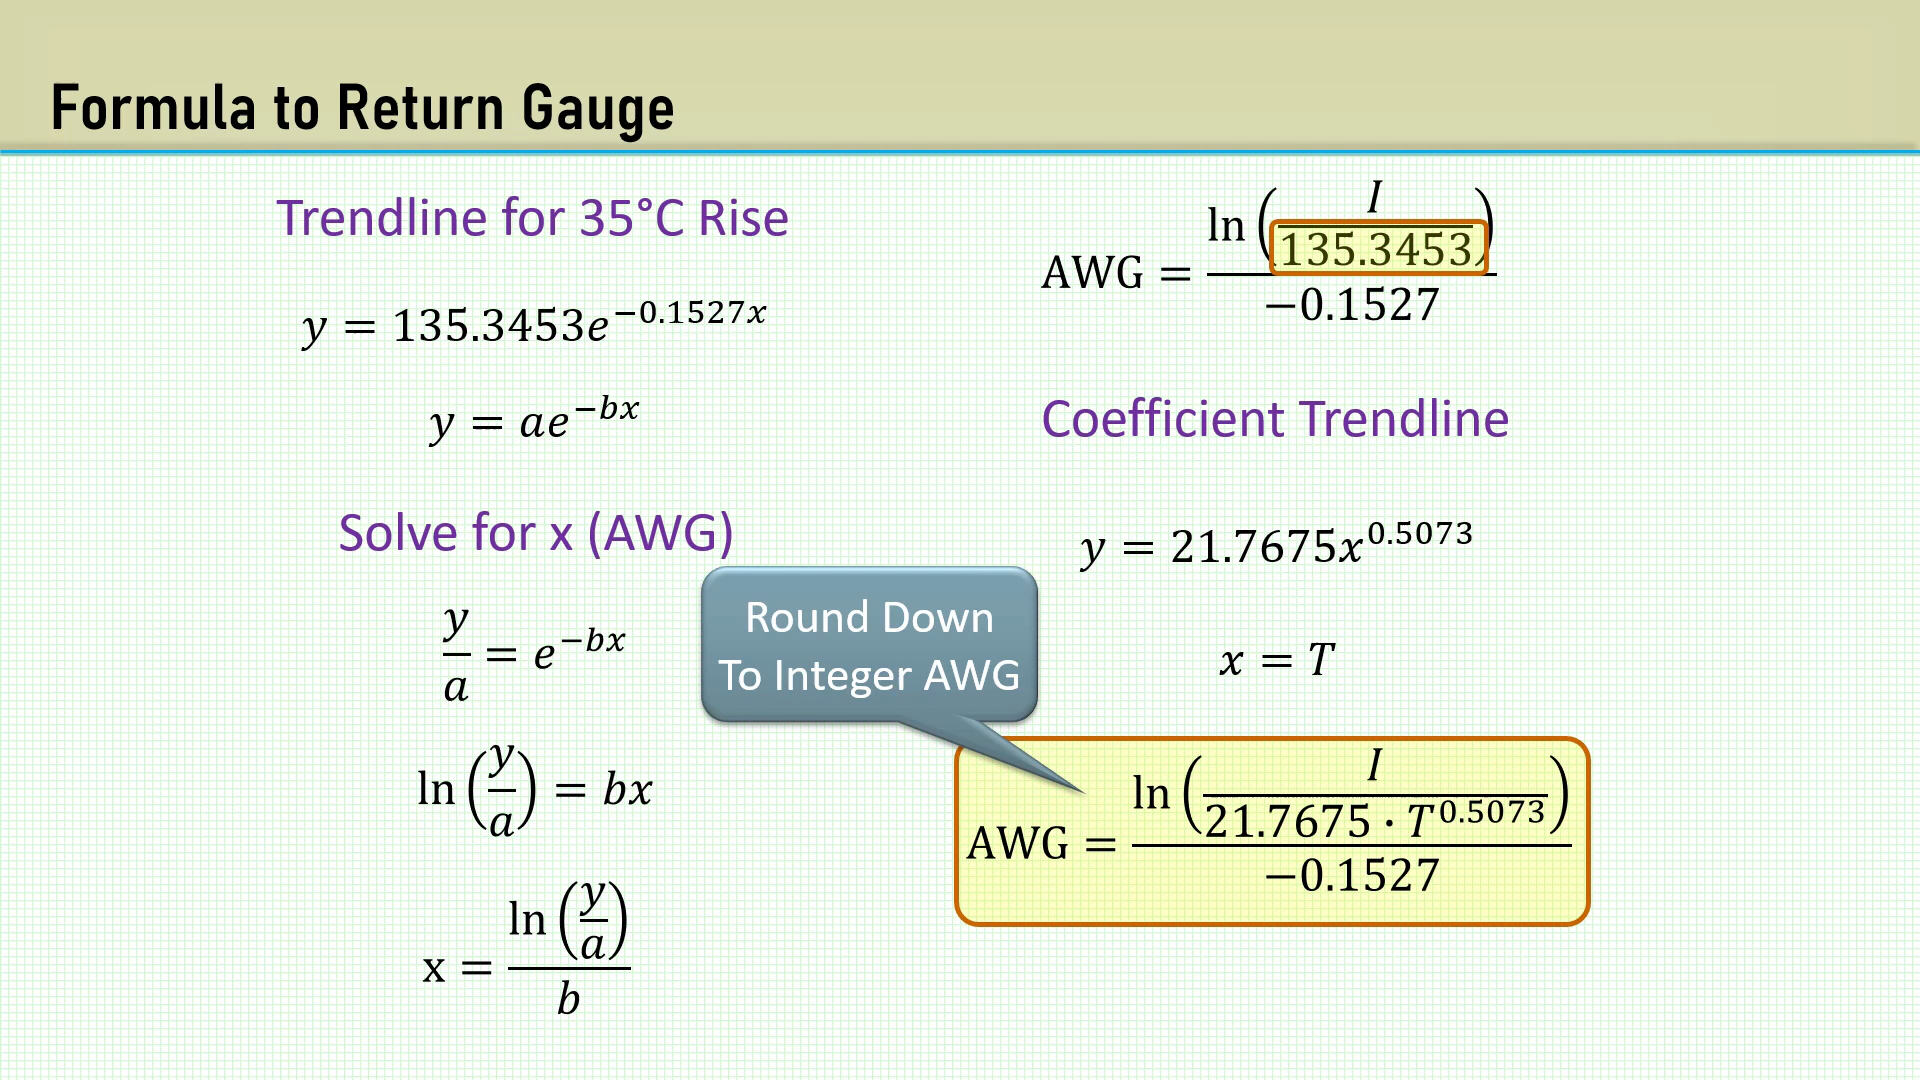 Formula to Return Gauge
Trendline for 35°C Rise
y = 135.3453e^{−0.1527x}
y = ae^{−bx}
Solve for x (AWG)
y/a = e^{−bx}
ln(y/a) = bx
x = ln(y/a)/b
AWG = ln(I/135.3453)/−0.1527
Coefficient Trendline
y = 21.7675x^{0.5073}
x = T
Round Down
To Integer AWG
AWG = ln(I/(21.7675 · T^{0.5073}))/−0.1527